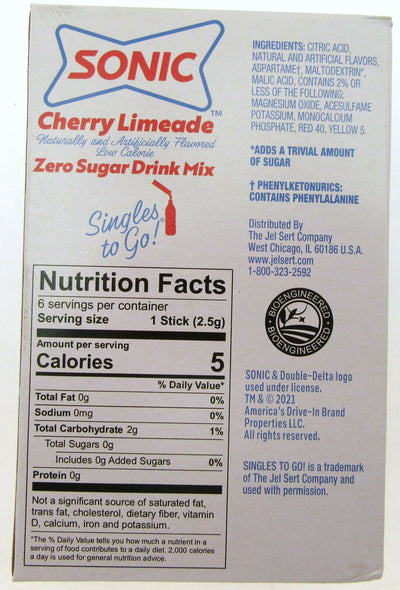 SONIC
TM
Cherry Limeade
Naturally and Artificially Flavored
Low Calorie
Zero Sugar Drink Mix
Singles
to Go!
Nutrition Facts
6 servings per container
Serving size 1 Stick (2.5g)
Amount per serving
Calories 5
% Daily Value*
Total Fat 0g 0%
Sodium 0mg 0%
Total Carbohydrate 2g 1%
Total Sugars 0g
Includes 0g Added Sugars 0%
Protein 0g
Not a significant source of saturated fat,
trans fat, cholesterol, dietary fiber, vitamin
D, calcium, iron and potassium.
*The % Daily Value tells you how much a nutrient in a
serving of food contributes to a daily diet. 2,000 calories
a day is used for general nutrition advice.
INGREDIENTS: CITRIC ACID,
NATURAL AND ARTIFICIAL FLAVORS,
ASPARTAME†, MALTODEXTRIN*,
MALIC ACID, CONTAINS 2% OR
LESS OF THE FOLLOWING:
MAGNESIUM OXIDE, ACESULFAME
POTASSIUM, MONOCALCIUM
PHOSPHATE, RED 40, YELLOW 5.
*ADDS A TRIVIAL AMOUNT
OF SUGAR
† PHENYLKETONURICS:
CONTAINS PHENYLALANINE
Distributed By
The Jel Sert Company
West Chicago, IL 60186 U.S.A.
www.jelsert.com
1-800-323-2592
BIOENGINEERED
BIOENGINEERED
SONIC & Double-Delta logo
used under license.
TM & © 2021
America's Drive-In Brand
Properties LLC.
All rights reserved.
SINGLES TO GO! is a trademark
of The Jel Sert Company and
used with permission.